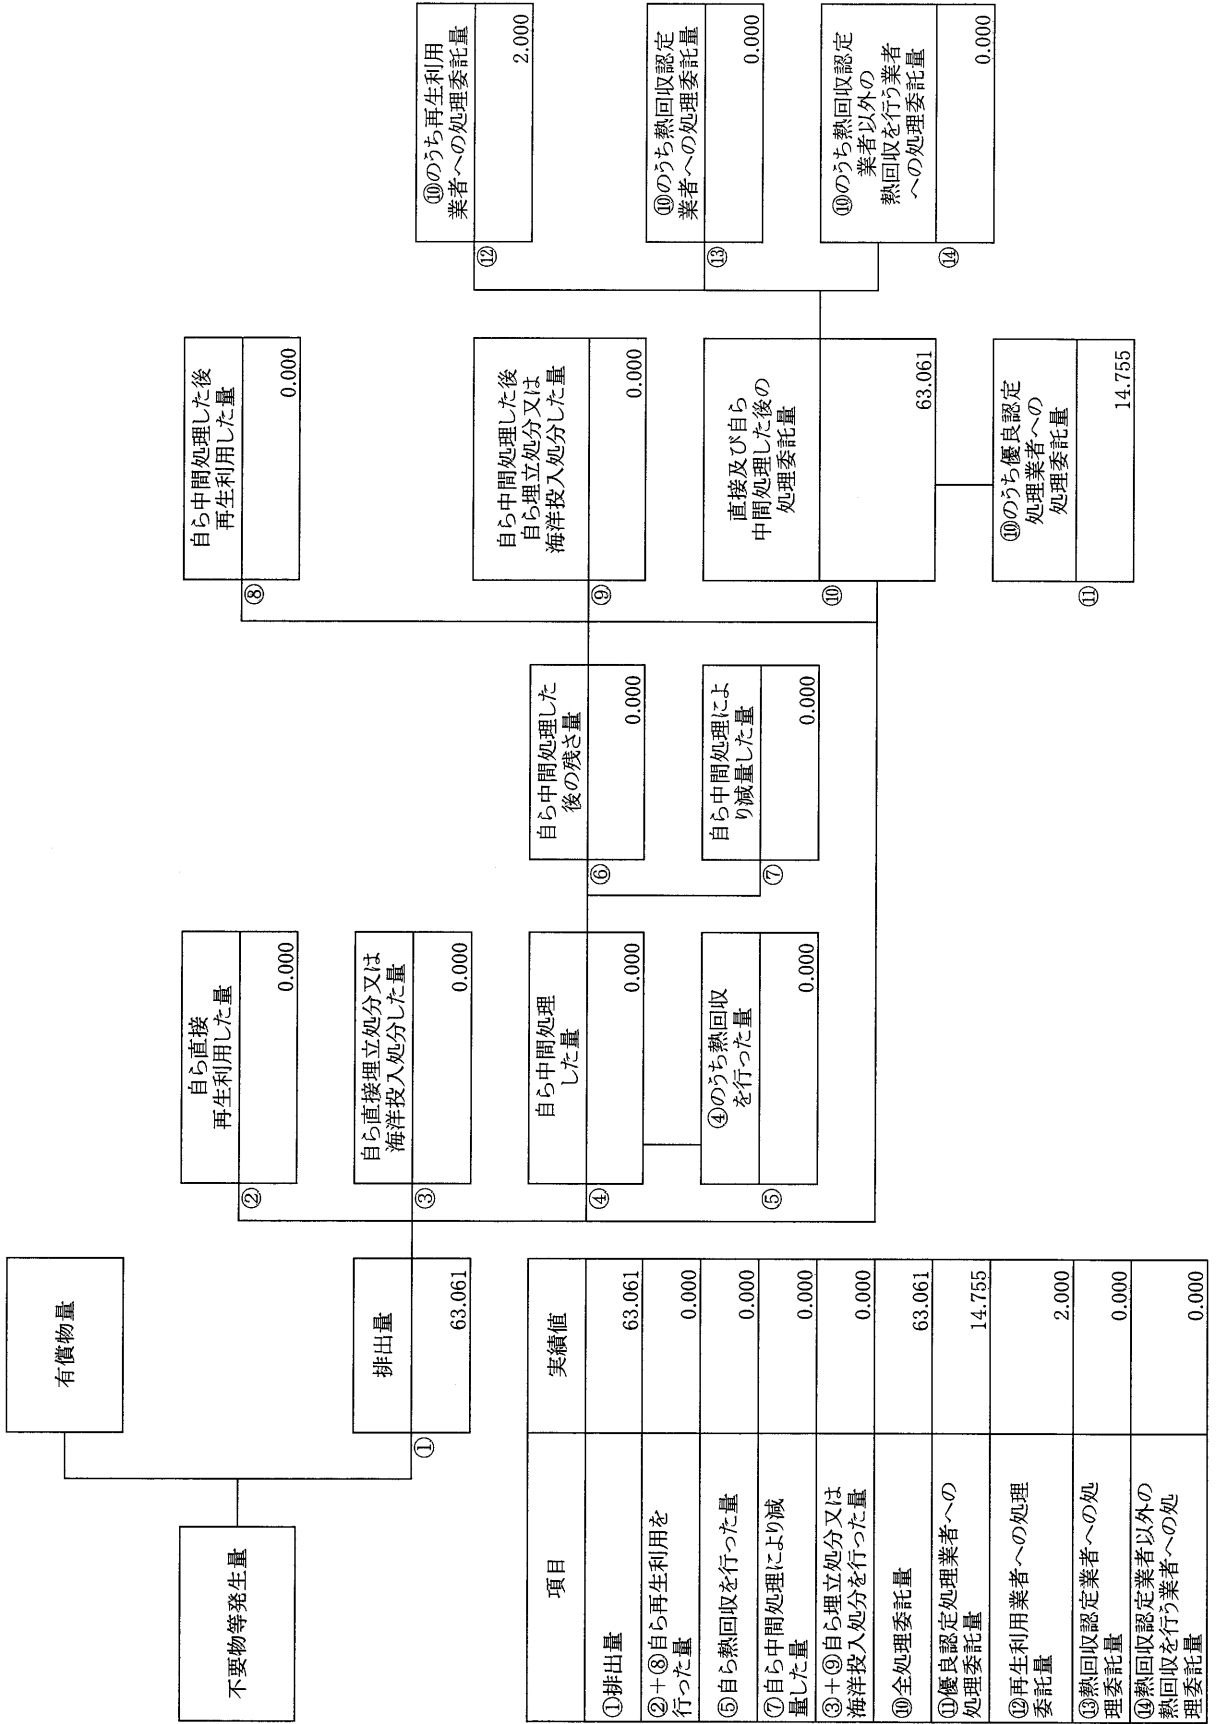 不要物等発生量
有償物量
①
排出量
63.061
②
自ら直接
再生利用した量
0.000
③
自ら直接埋立処分又は
海洋投入処分した量
0.000
④
自ら中間処理
した量
0.000
⑤
④のうち熱回収
を行った量
0.000
⑥
自ら中間処理した
後の残さ量
0.000
⑦
自ら中間処理によ
り減量した量
0.000
⑧
自ら中間処理した後
再生利用した量
0.000
⑨
自ら中間処理した後
自ら埋立処分又は
海洋投入処分した量
0.000
⑩
直接及び自ら
中間処理した後の
処理委託量
63.061
⑪
⑩のうち優良認定
処理業者への
処理委託量
14.755
⑫
⑩のうち再生利用
業者への処理委託量
2.000
⑬
⑩のうち熱回収認定
業者への処理委託量
0.000
⑭
⑩のうち熱回収認定
業者以外の
熱回収を行う業者
への処理委託量
0.000
項目 実績値
①排出量 63.061
②+⑧自ら再生利用を
行った量 0.000
⑤自ら熱回収を行った量 0.000
⑦自ら中間処理により減
量した量 0.000
③+⑨自ら埋立処分又は
海洋投入処分を行った量 0.000
⑩全処理委託量 63.061
⑪優良認定処理業者への
処理委託量 14.755
⑫再生利用業者への処理
委託量 2.000
⑬熱回収認定業者への処
理委託量 0.000
⑭熱回収認定業者以外の
熱回収を行う業者への処
理委託量 0.000